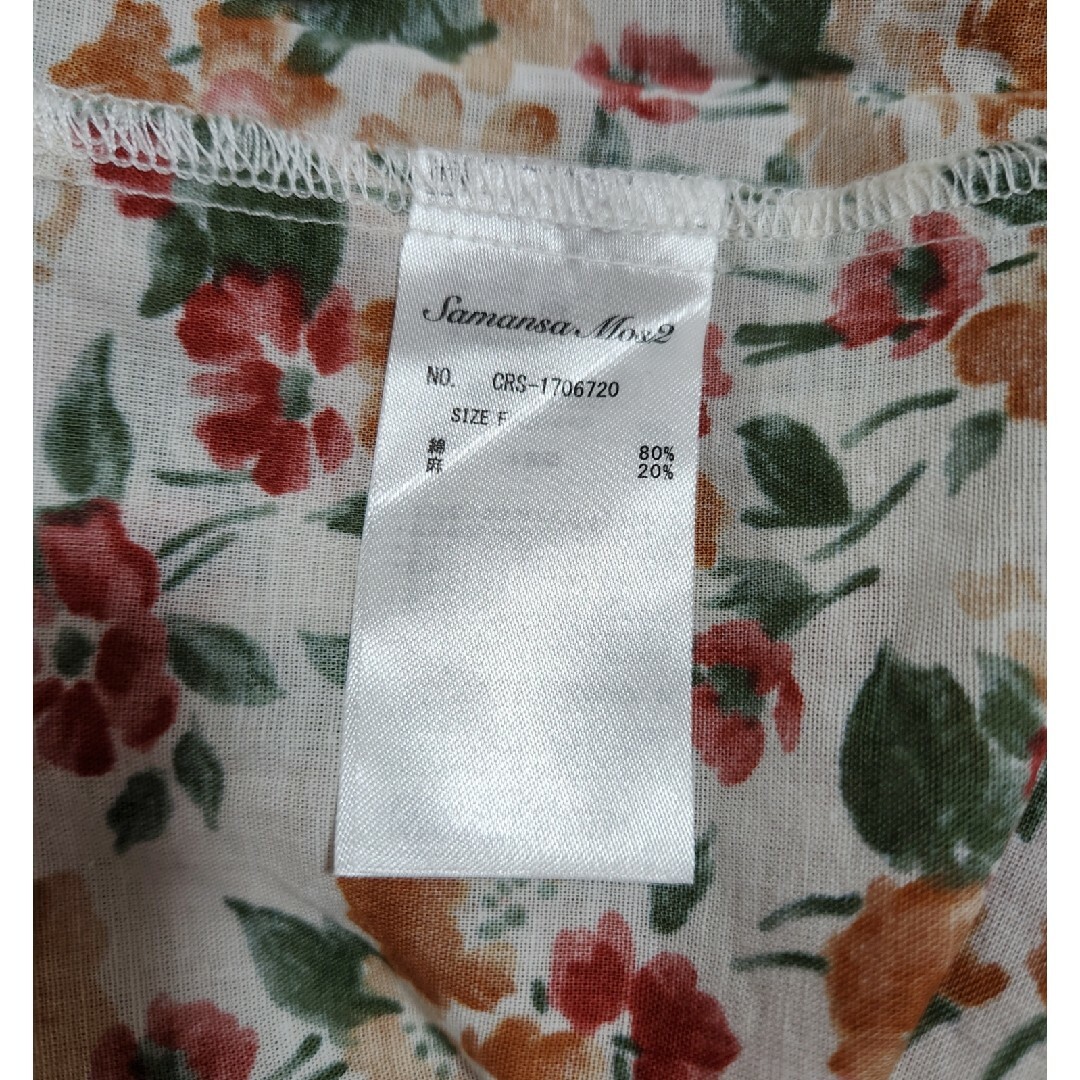 Samansa Mos2
NO. CRS-1706720
SIZE F
綿 80%
麻 20%